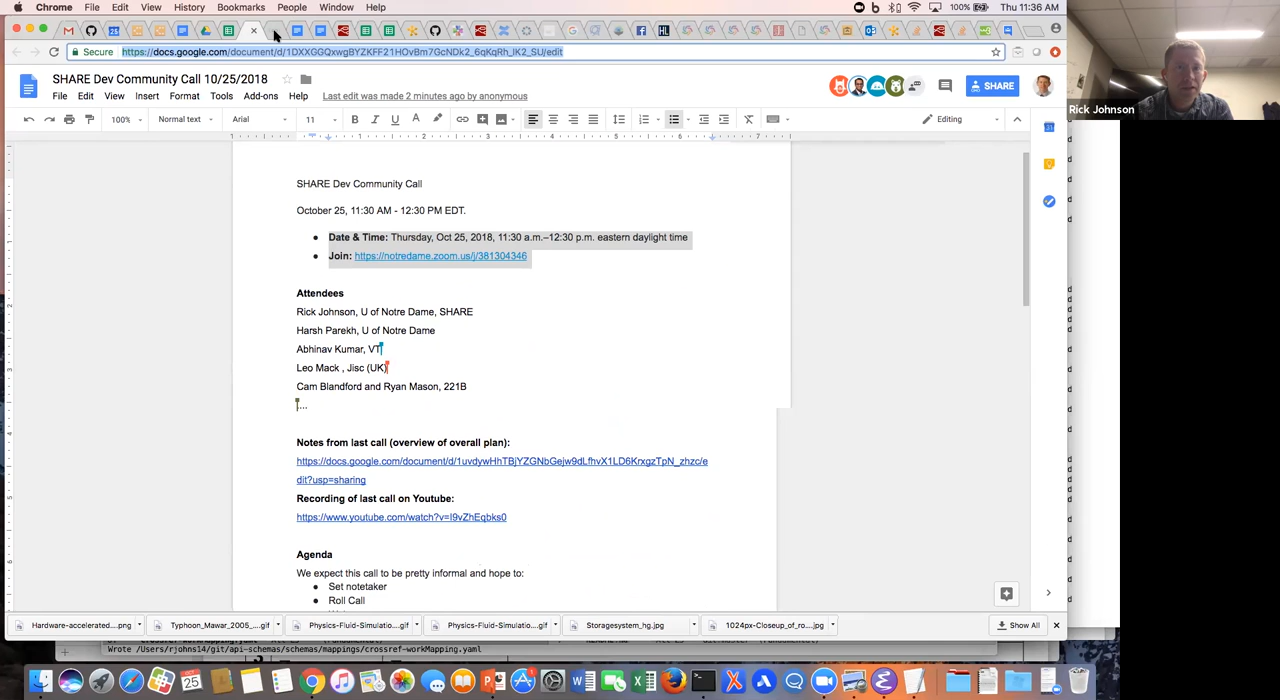 Chrome File Edit View History Bookmarks People Window Help 100% Thu 11:36 AM
Secure https://docs.google.com/document/d/1DXXGGQxwgBYZKFF21HOvBm7GcNDk2_6qKqRh_IK2_SU/edit
SHARE Dev Community Call 10/25/2018
SHARE
Rick Johnson
File Edit View Insert Format Tools Add-ons Help Last edit was made 2 minutes ago by anonymous
100% Normal text Arial 11 Editing
SHARE Dev Community Call
October 25, 11:30 AM - 12:30 PM EDT.
Date & Time: Thursday, Oct 25, 2018, 11:30 a.m.–12:30 p.m. eastern daylight time
Join: https://notredame.zoom.us/j/381304346
Attendees
Rick Johnson, U of Notre Dame, SHARE
Harsh Parekh, U of Notre Dame
Abhinav Kumar, VT
Leo Mack , Jisc (UK)
Cam Blandford and Ryan Mason, 221B
...
Notes from last call (overview of overall plan):
https://docs.google.com/document/d/1uvdywHhTBjYZGNbGejw9dLfhvX1LD6KrxgzTpN_zhzc/e
dit?usp=sharing
Recording of last call on Youtube:
https://www.youtube.com/watch?v=I9vZhEqbks0
Agenda
We expect this call to be pretty informal and hope to:
Set notetaker
Roll Call
Hardware-accelerated....png Typhoon_Mawar_2005_...gif Physics-Fluid-Simulatio....gif Physics-Fluid-Simulatio....gif Storagesystem_hg.jpg 1024px-Closeup_of_ro....jpg Show All
Wrote /Users/rjohns14/git/api-schemas/schemas/mappings/crossref-workMapping.yaml